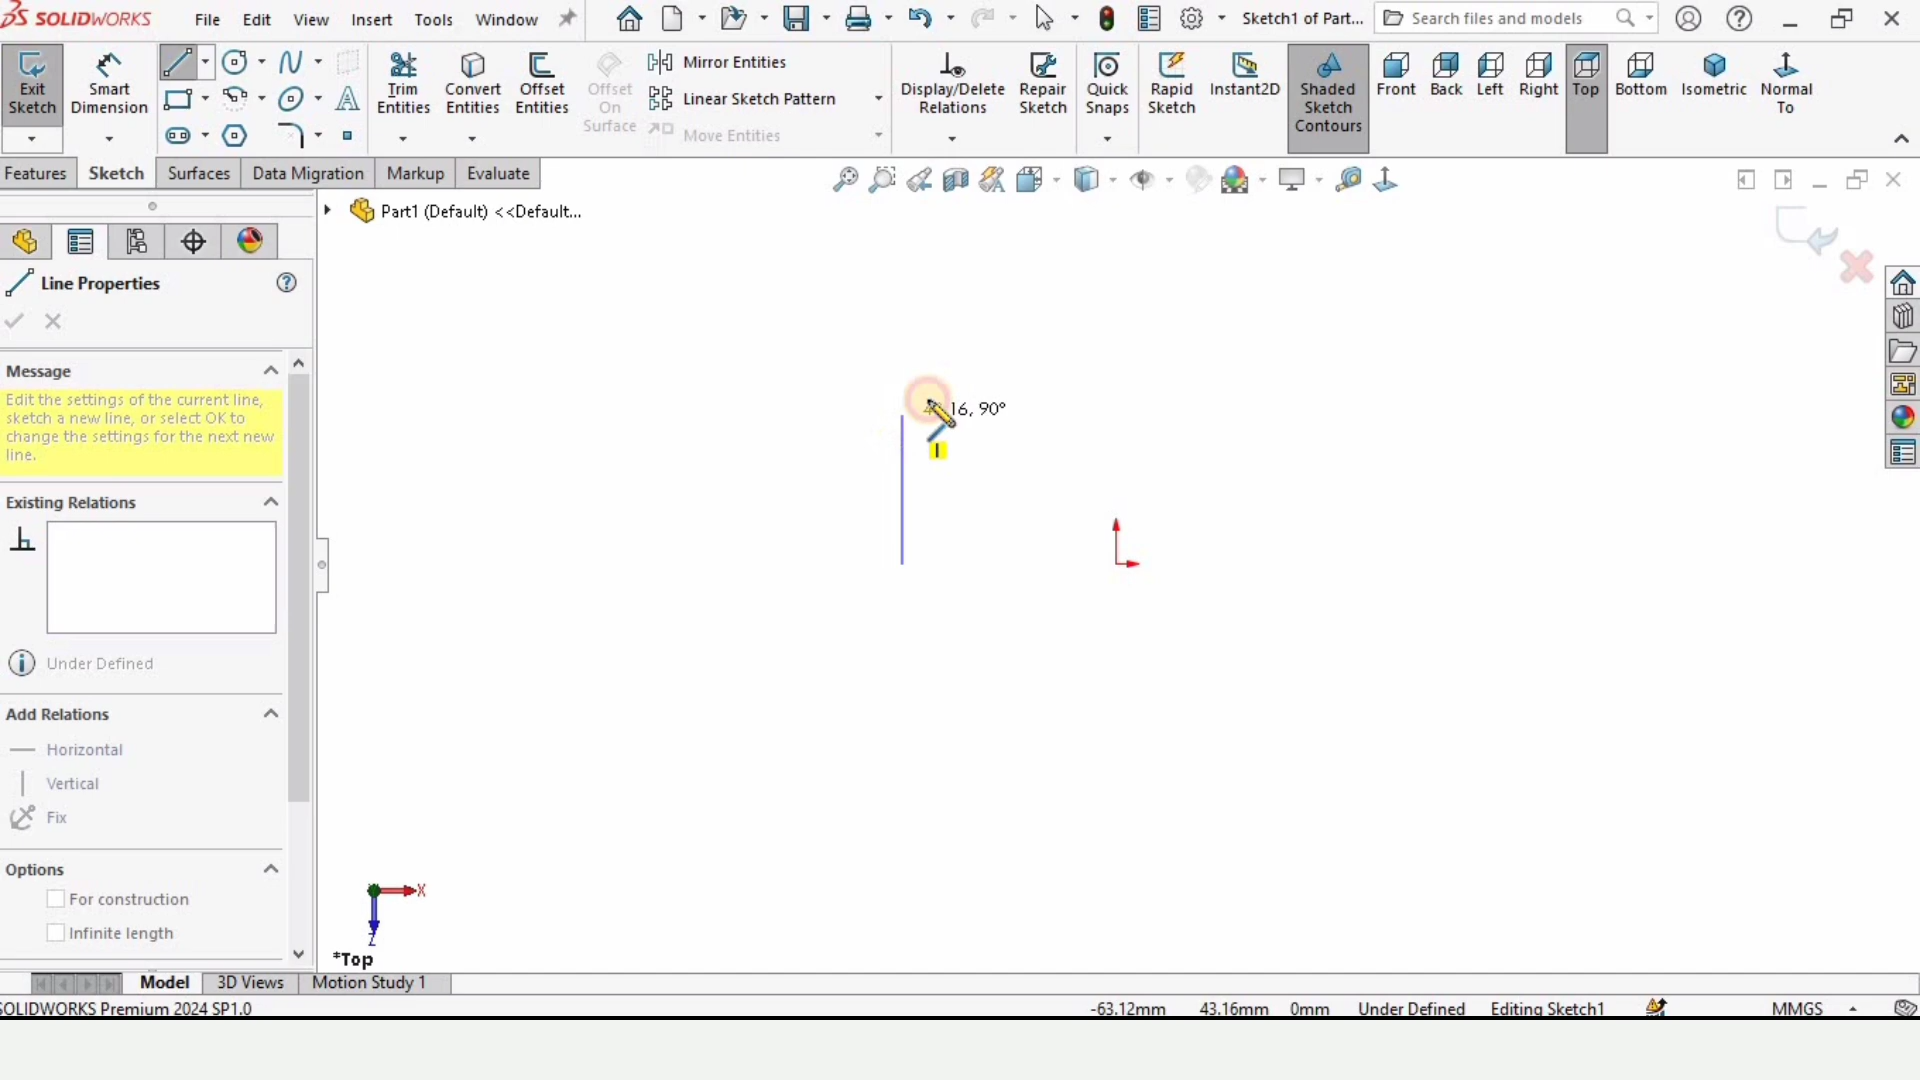 SOLIDWORKS File Edit View Insert Tools Window Sketch1 of Part... Search files and models
Exit Sketch
Smart Dimension
Trim Entities
Convert Entities
Offset Entities
Offset On Surface
Mirror Entities
Linear Sketch Pattern
Move Entities
Display/Delete Relations
Repair Sketch
Quick Snaps
Rapid Sketch
Instant2D
Shaded Sketch Contours
Front Back Left Right Top Bottom Isometric Normal To
Features Sketch Surfaces Data Migration Markup Evaluate
Part1 (Default) <<Default...
Line Properties
Message
Edit the settings of the current line,
sketch a new line, or select OK to
change the settings for the next new
line.
Existing Relations
Under Defined
Add Relations
Horizontal
Vertical
Fix
Options
For construction
Infinite length
16, 90°
X
Z
*Top
Model 3D Views Motion Study 1
SOLIDWORKS Premium 2024 SP1.0 -63.12mm 43.16mm 0mm Under Defined Editing Sketch1 MMGS